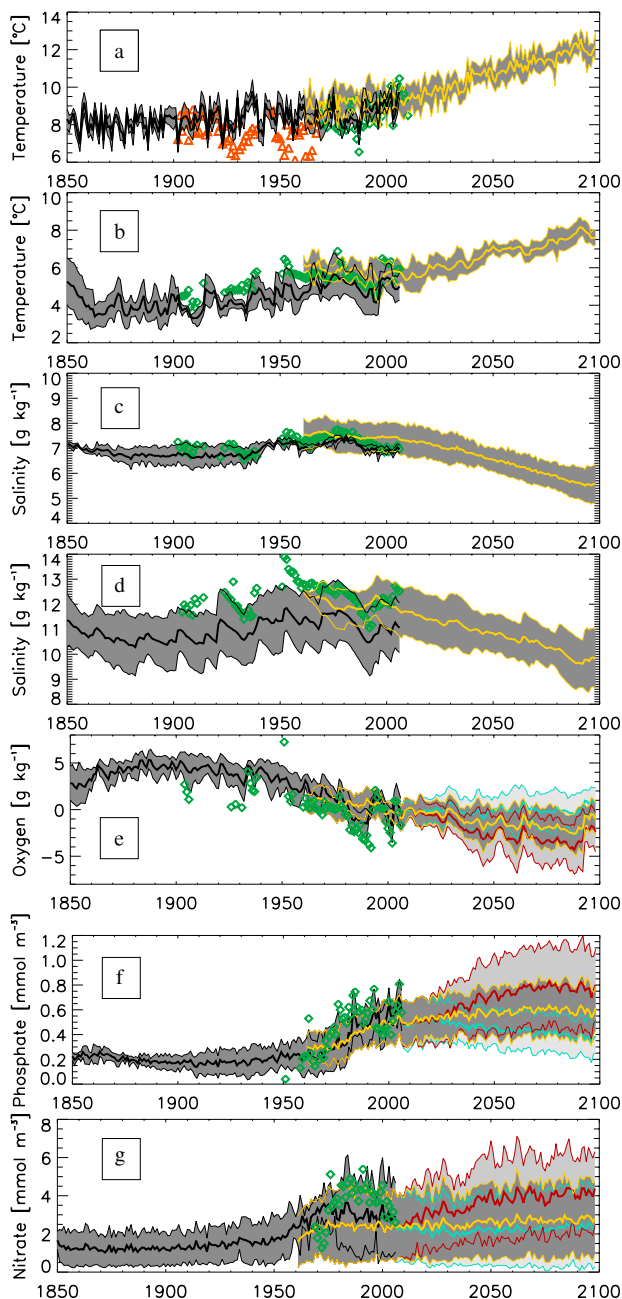 a
Temperature [°C]
14
12
10
8
6
1850 1900 1950 2000 2050 2100
b
Temperature [°C]
10
8
6
4
2
1850 1900 1950 2000 2050 2100
c
Salinity [g kg⁻¹]
10
9
8
7
6
5
4
1850 1900 1950 2000 2050 2100
d
Salinity [g kg⁻¹]
14
13
12
11
10
9
8
1850 1900 1950 2000 2050 2100
e
Oxygen [g kg⁻¹]
5
0
−5
1850 1900 1950 2000 2050 2100
f
Phosphate [mmol m⁻³]
1.2
1.0
0.8
0.6
0.4
0.2
0.0
1850 1900 1950 2000 2050 2100
g
Nitrate [mmol m⁻³]
8
6
4
2
0
1850 1900 1950 2000 2050 2100